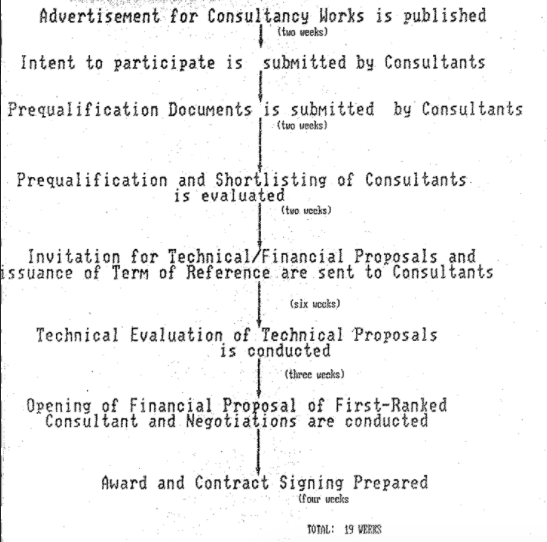 Advertisement for Consultancy Works is published
(two weeks)
Intent to participate is submitted by Consultants
Prequalification Documents is submitted by Consultants
(two weeks)
Prequalification and Shortlisting of Consultants
is evaluated
(two weeks)
Invitation for Technical/Financial Proposals and
issuance of Term of Reference are sent to Consultants
(six weeks)
Technical Evaluation of Technical Proposals
is conducted
(three weeks)
Opening of Financial Proposal of First-Ranked
Consultant and Negotiations are conducted
Award and Contract Signing Prepared
(four weeks
TOTAL: 19 WEEKS